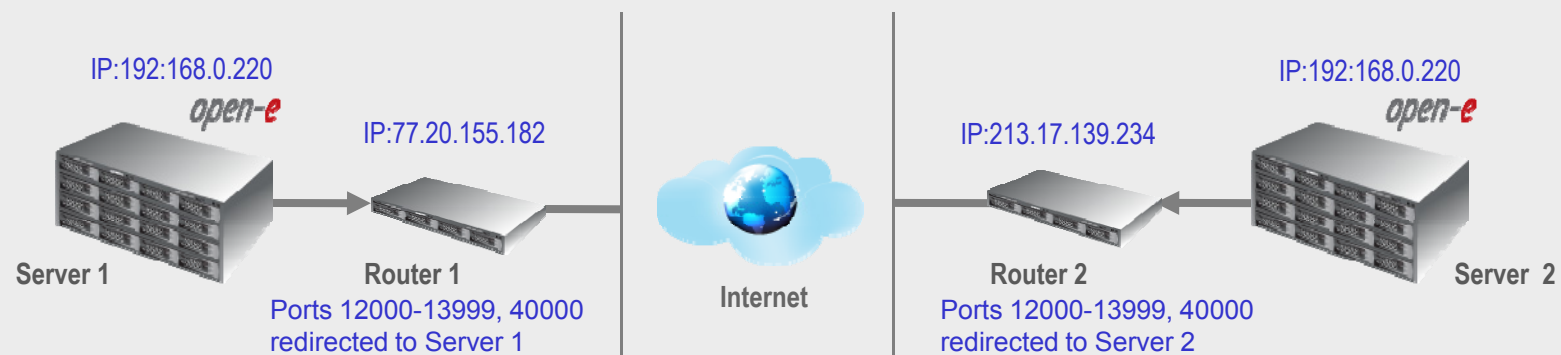 IP:192:168.0.220
open-e
Server 1
IP:77.20.155.182
Router 1
Ports 12000-13999, 40000
redirected to Server 1
Internet
IP:213.17.139.234
Router 2
Ports 12000-13999, 40000
redirected to Server 2
IP:192:168.0.220
open-e
Server 2